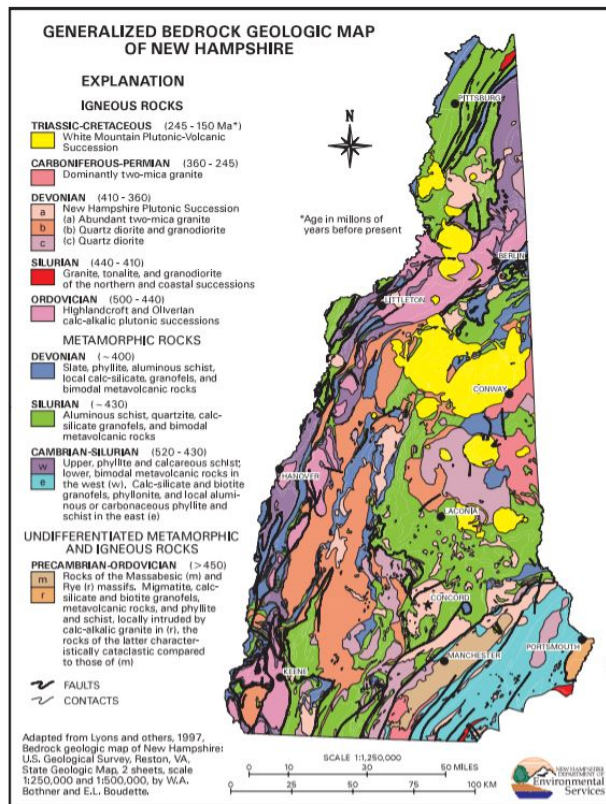 GENERALIZED BEDROCK GEOLOGIC MAP
OF NEW HAMPSHIRE
EXPLANATION
IGNEOUS ROCKS
TRIASSIC-CRETACEOUS (245 - 150 Ma*)
White Mountain Plutonic-Volcanic
Succession
CARBONIFEROUS-PERMIAN (360 - 245)
Dominantly two-mica granite
DEVONIAN (410 - 360)
New Hampshire Plutonic Succession
a (a) Abundant two-mica granite
b (b) Quartz diorite and granodiorite
c (c) Quartz diorite
SILURIAN (440 - 410)
Granite, tonalite, and granodiorite
of the northern and coastal successions
ORDOVICIAN (500 - 440)
Highlandcroft and Oliverian
calc-alkalic plutonic successions
METAMORPHIC ROCKS
DEVONIAN (~400)
Slate, phyllite, aluminous schist,
local calc-silicate, granofels, and
bimodal metavolcanic rocks
SILURIAN (~430)
Aluminous schist, quartzite, calc-
silicate granofels, and bimodal
metavolcanic rocks
CAMBRIAN-SILURIAN (520 - 430)
w Upper, phyllite and calcareous schist;
lower, bimodal metavolcanic rocks in
e the west (w). Calc-silicate and biotite
granofels, phyllonite, and local alumin-
ous or carbonaceous phyllite and
schist in the east (e)
UNDIFFERENTIATED METAMORPHIC
AND IGNEOUS ROCKS
PRECAMBRIAN-ORDOVICIAN (>450)
m Rocks of the Massabesic (m) and
r Rye (r) massifs. Migmatite, calc-
silicate and biotite granofels,
metavolcanic rocks, and phyllite
and schist, locally intruded by
calc-alkalic granite in (r), the
rocks of the latter character-
istically cataclastic compared
to those of (m)
FAULTS
CONTACTS
Adapted from Lyons and others, 1997,
Bedrock geologic map of New Hampshire:
U.S. Geological Survey, Reston, VA,
State Geologic Map, 2 sheets, scale
1:250,000 and 1:500,000, by W.A.
Bothner and E.L. Boudette.
N
*Age in millons of
years before present
PITTSBURG
BERLIN
LITTLETON
CONWAY
HANOVER
LACONIA
CONCORD
PORTSMOUTH
MANCHESTER
KEENE
SCALE 1:1,250,000
0 10 30 50 MILES
0 25 50 75 100 KM
NEW HAMPSHIRE
DEPARTMENT OF
Environmental
Services